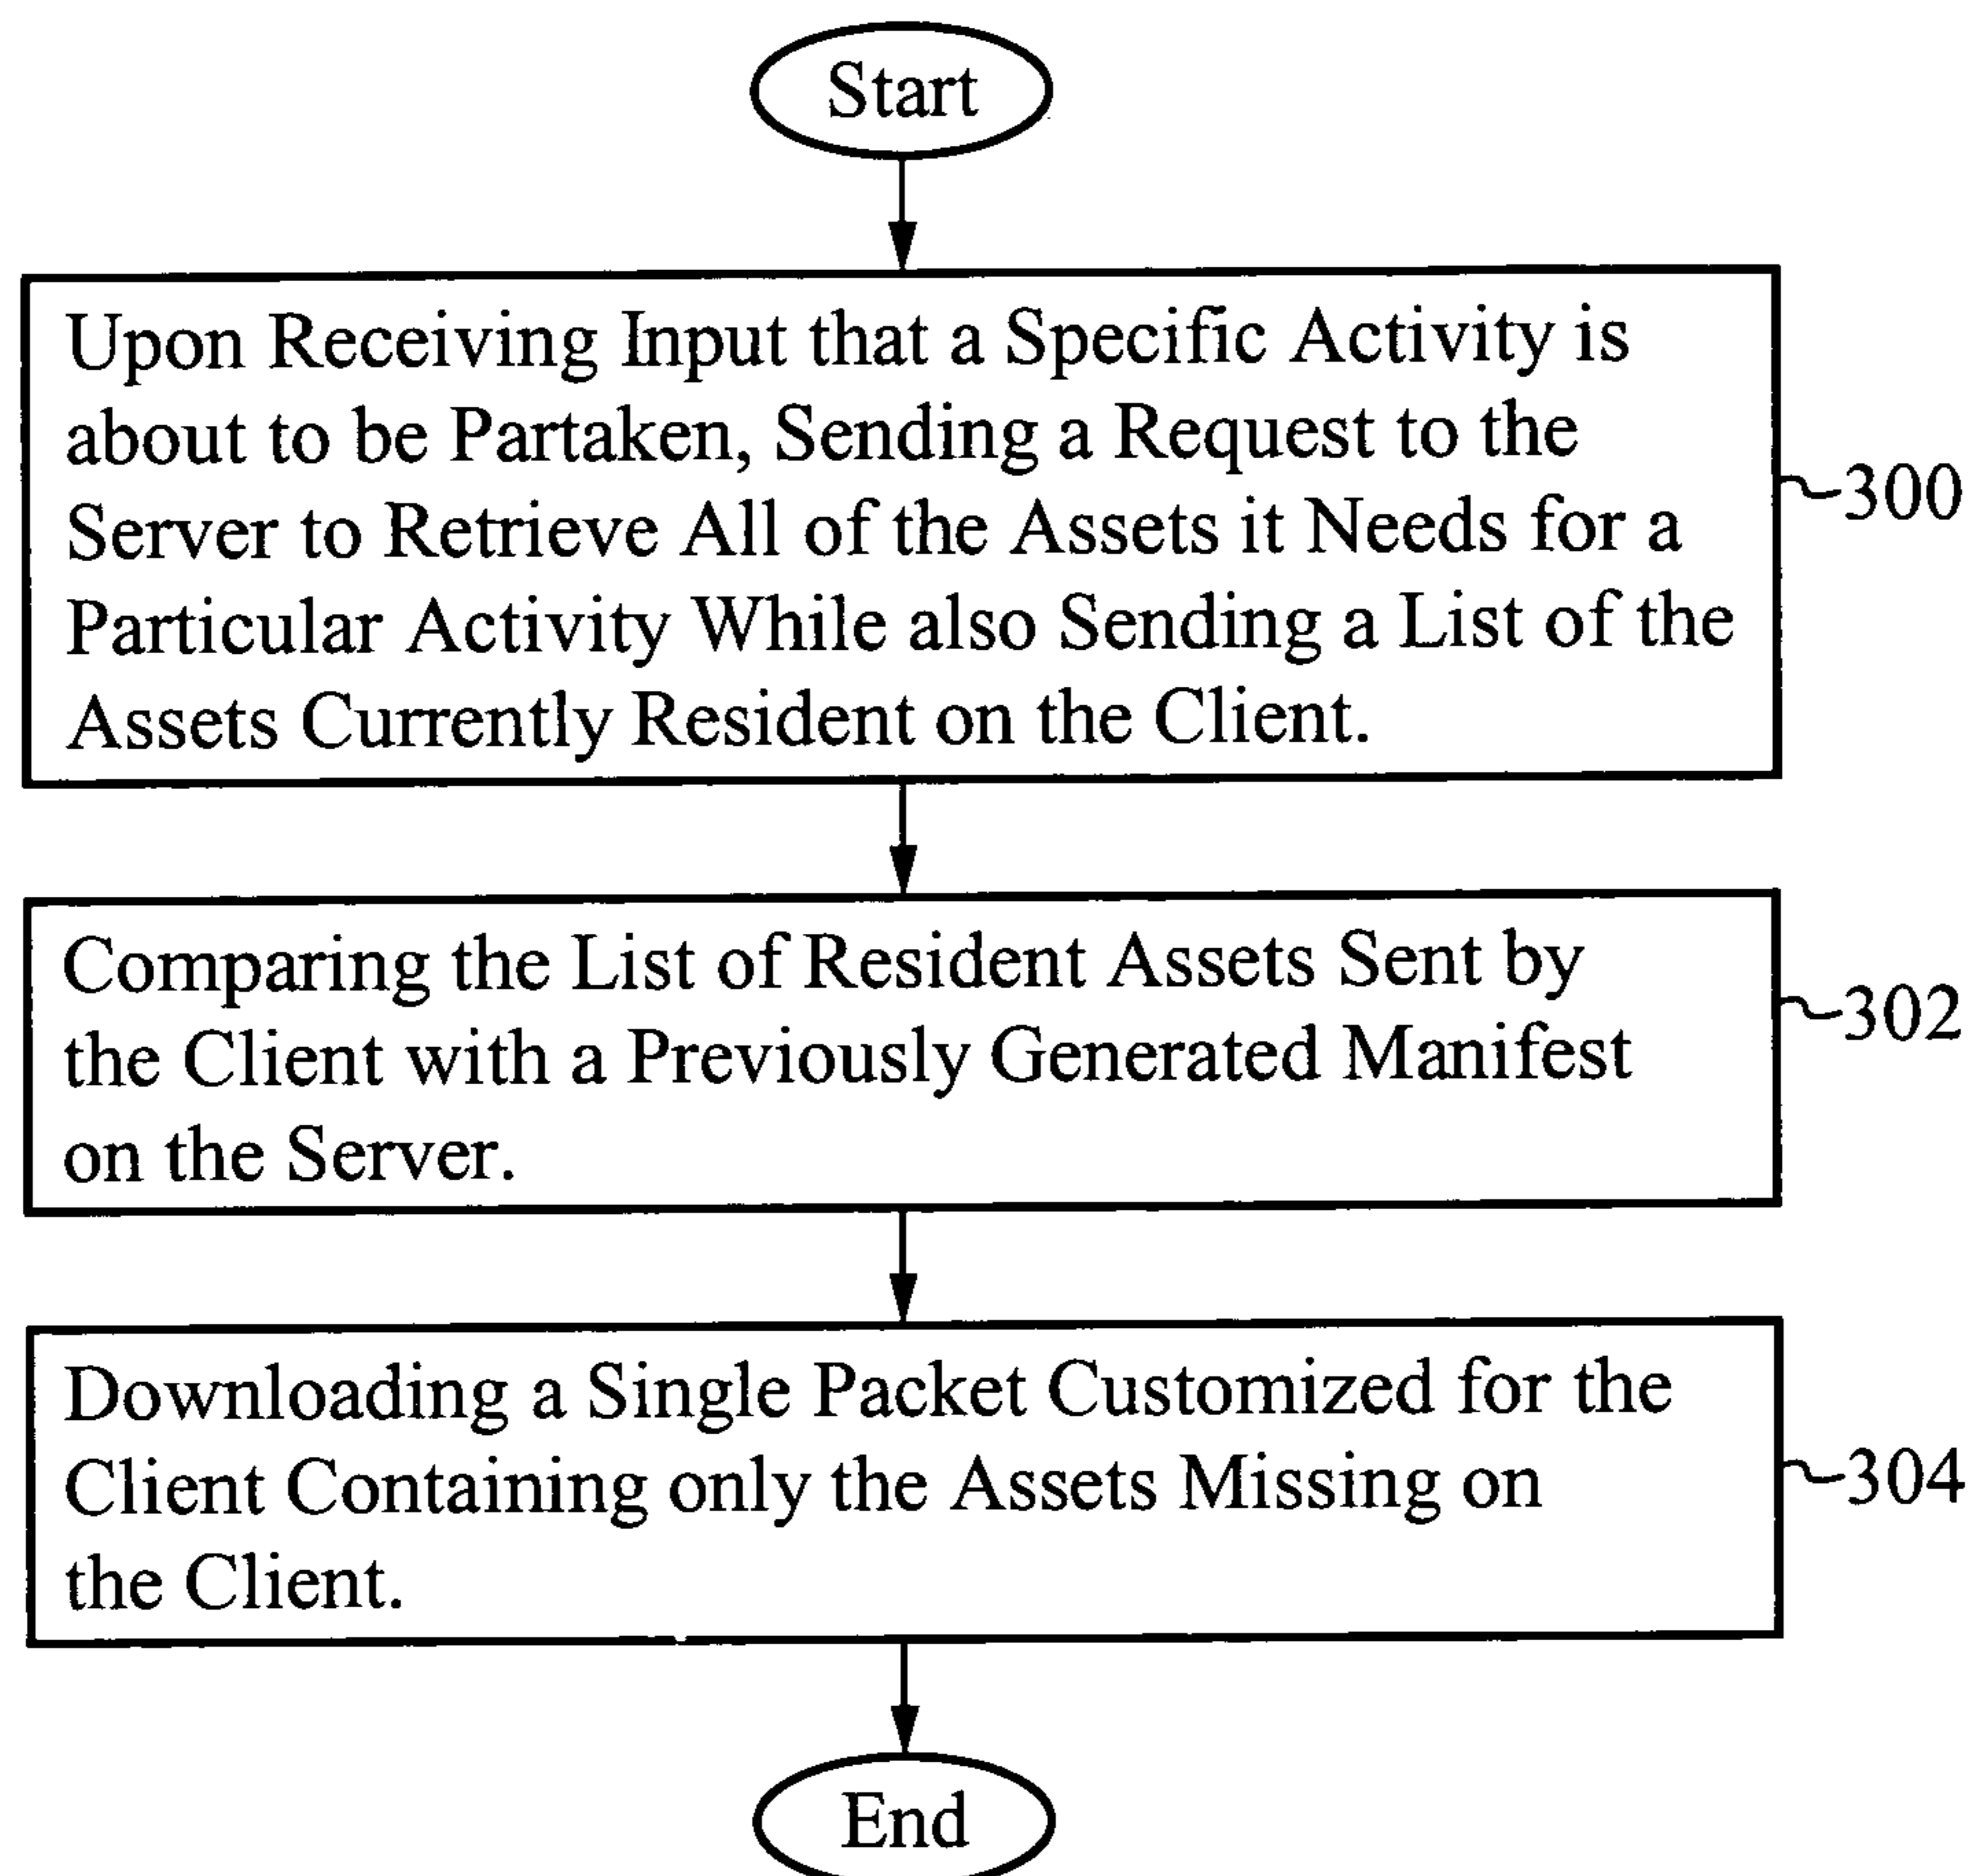 Start
Upon Receiving Input that a Specific Activity is
about to be Partaken, Sending a Request to the
Server to Retrieve All of the Assets it Needs for a
Particular Activity While also Sending a List of the
Assets Currently Resident on the Client.
300
Comparing the List of Resident Assets Sent by
the Client with a Previously Generated Manifest
on the Server.
302
Downloading a Single Packet Customized for the
Client Containing only the Assets Missing on
the Client.
304
End